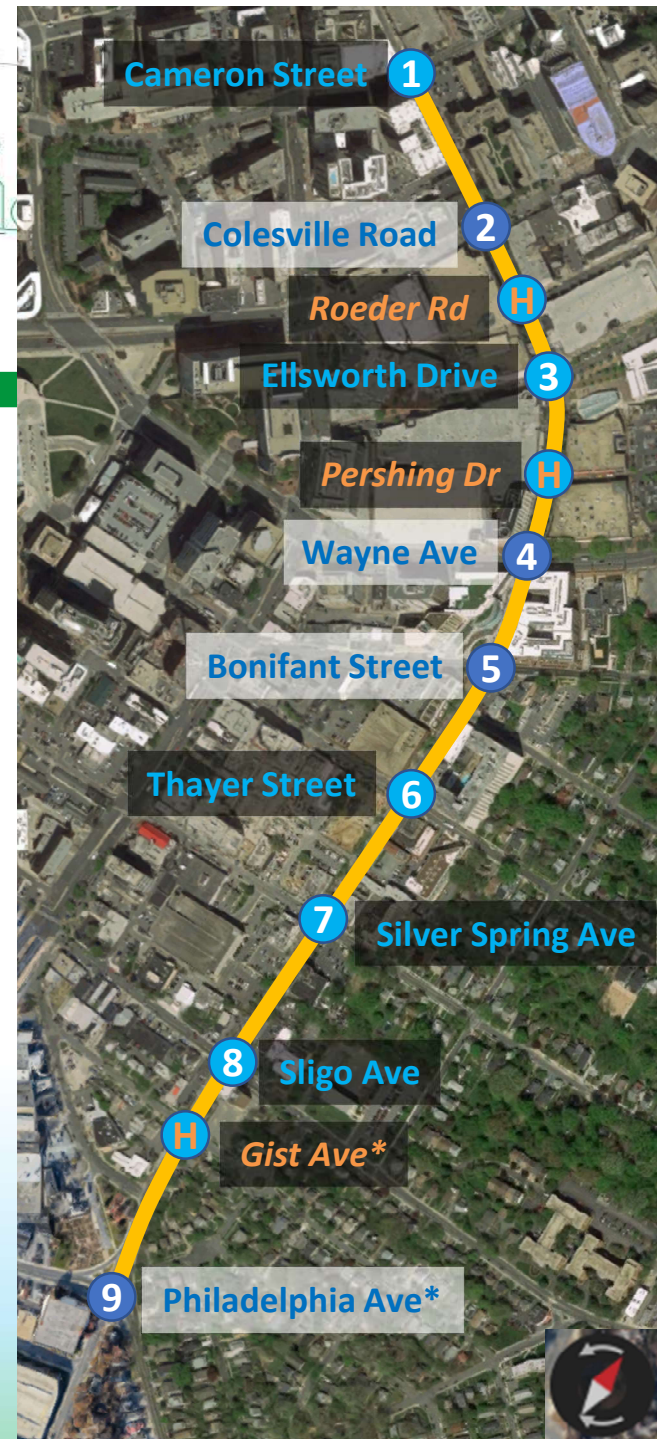 Cameron Street 1
Colesville Road 2
Roeder Rd H
Ellsworth Drive 3
Pershing Dr H
Wayne Ave 4
Bonifant Street 5
Thayer Street 6
7 Silver Spring Ave
8 Sligo Ave
H Gist Ave*
9 Philadelphia Ave*